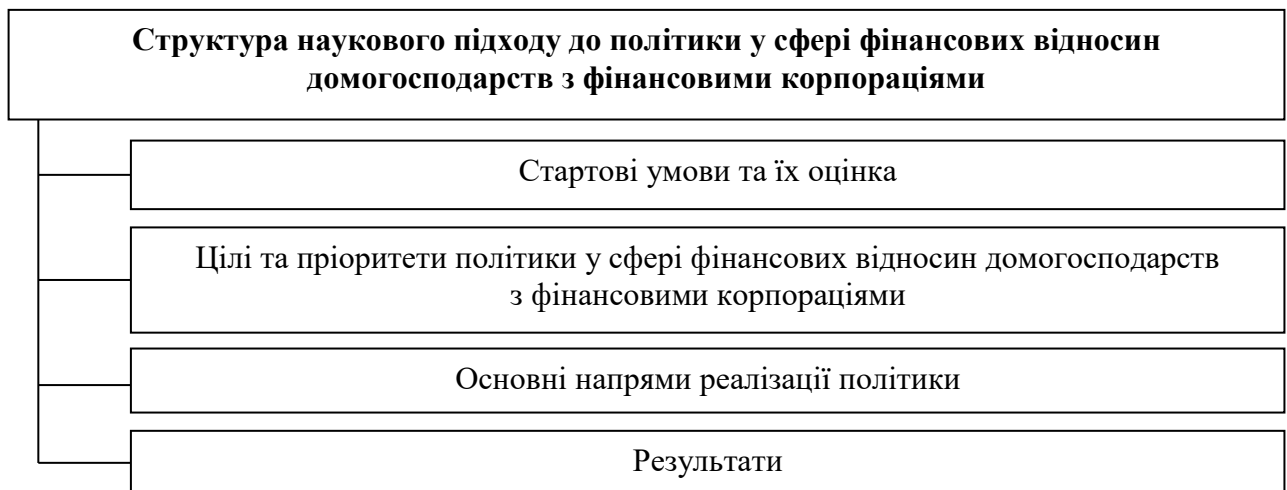 Структура наукового підходу до політики у сфері фінансових відносин
домогосподарств з фінансовими корпораціями
Стартові умови та їх оцінка
Цілі та пріоритети політики у сфері фінансових відносин домогосподарств
з фінансовими корпораціями
Основні напрями реалізації політики
Результати